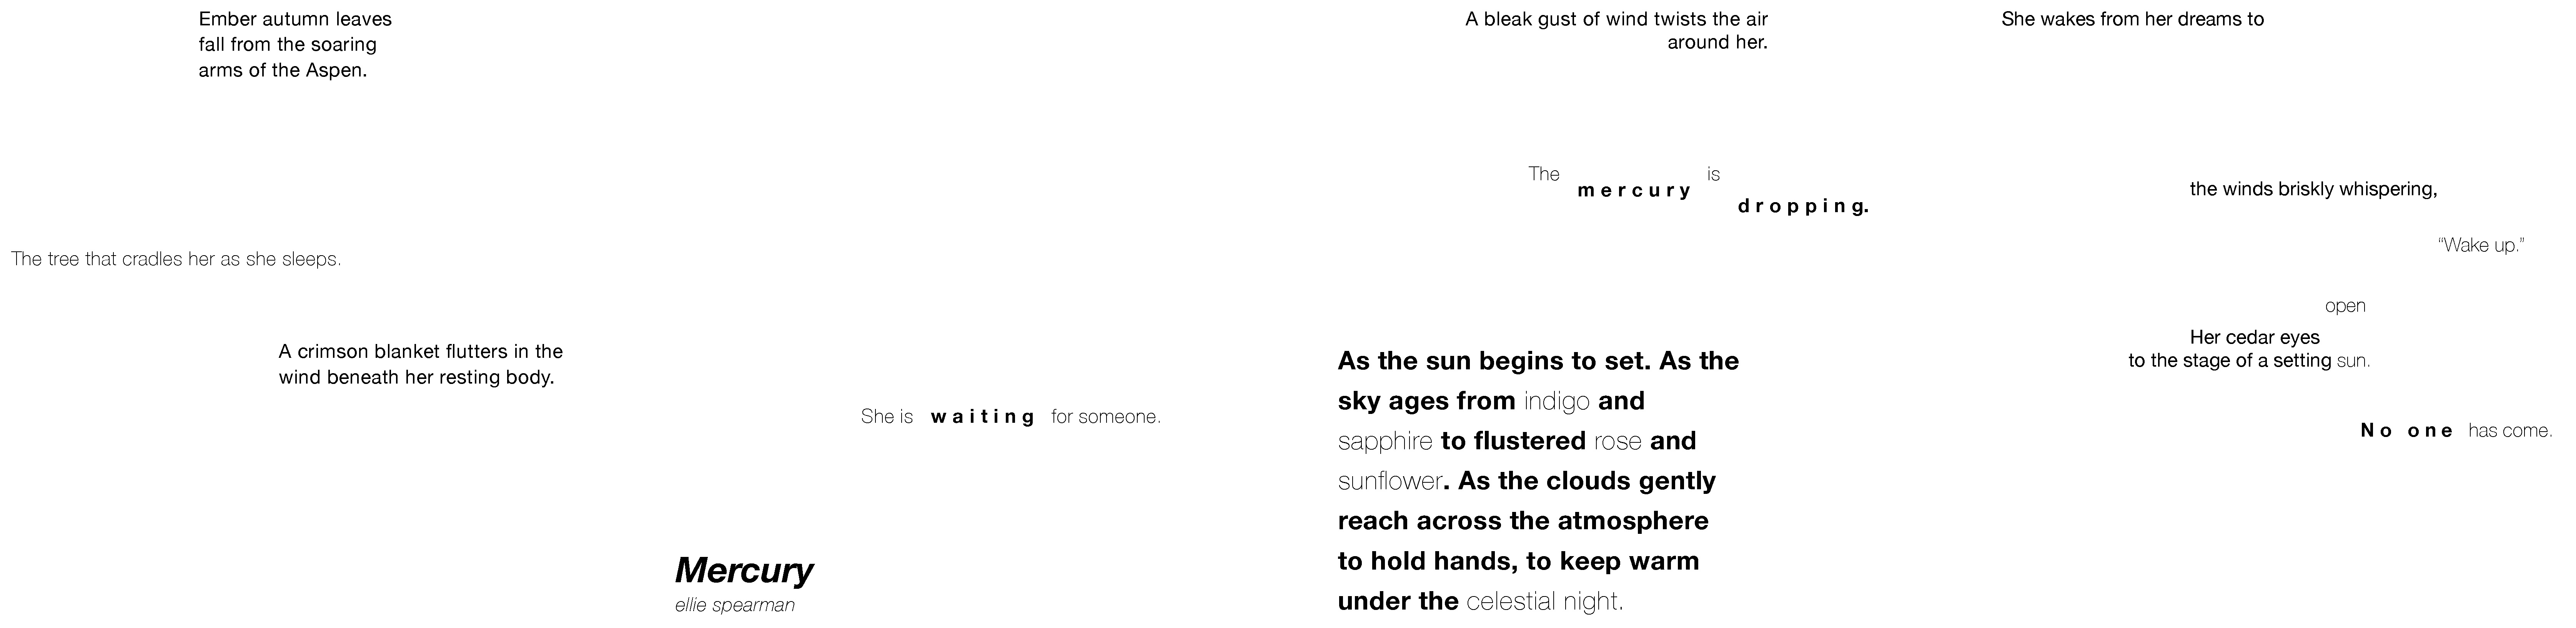 Ember autumn leaves
fall from the soaring
arms of the Aspen.
The tree that cradles her as she sleeps.
A crimson blanket flutters in the
wind beneath her resting body.
She is waiting for someone.
Mercury
ellie spearman
A bleak gust of wind twists the air
around her.
The mercury is dropping.
As the sun begins to set. As the
sky ages from indigo and
sapphire to flustered rose and
sunflower. As the clouds gently
reach across the atmosphere
to hold hands, to keep warm
under the celestial night.
She wakes from her dreams to
the winds briskly whispering,
“Wake up.”
open
Her cedar eyes
to the stage of a setting sun.
No one has come.